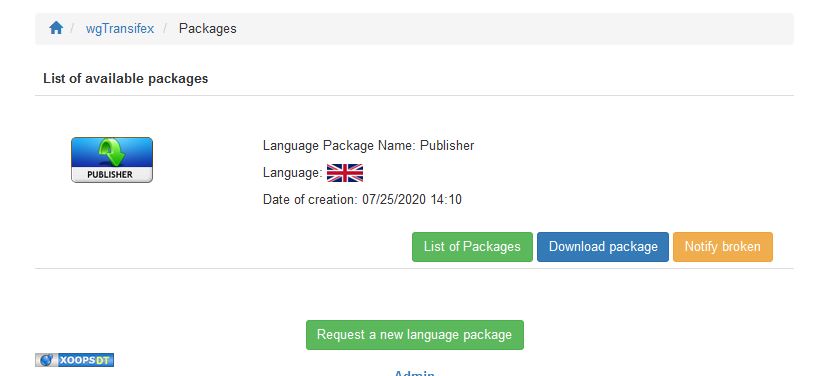 / wgTransifex / Packages
List of available packages
PUBLISHER
Language Package Name: Publisher
Language:
Date of creation: 07/25/2020 14:10
List of Packages Download package Notify broken
Request a new language package
XOOPSDT
Admin